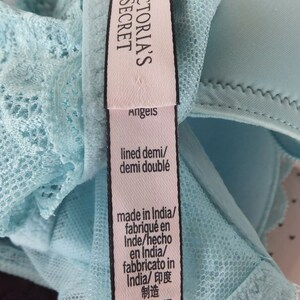 VICTORIA'S
SECRET
Angels
lined demi/
demi doublé
made in India/
fabriqué en
Inde/hecho
en India/
fabbricato in
India/ 印度
制造